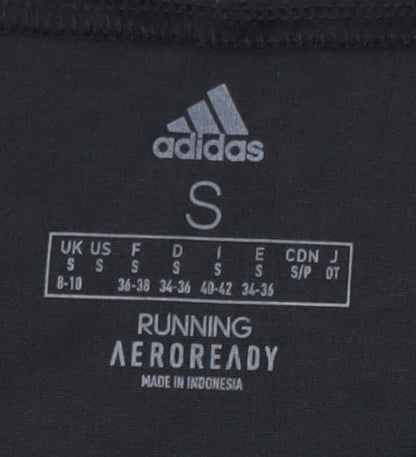 adidas
S
UK US F D I E CDN J
S S S S S S S/P OT
8-10 36-38 34-36 40-42 34-36
RUNNING
AEROREADY
MADE IN INDONESIA